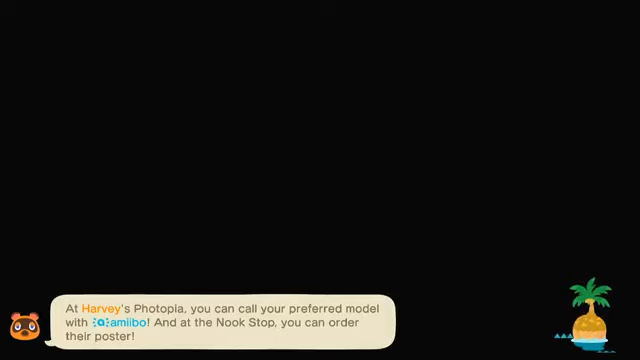 At Harvey's Photopia, you can call your preferred model
with amiibo! And at the Nook Stop, you can order
their poster!